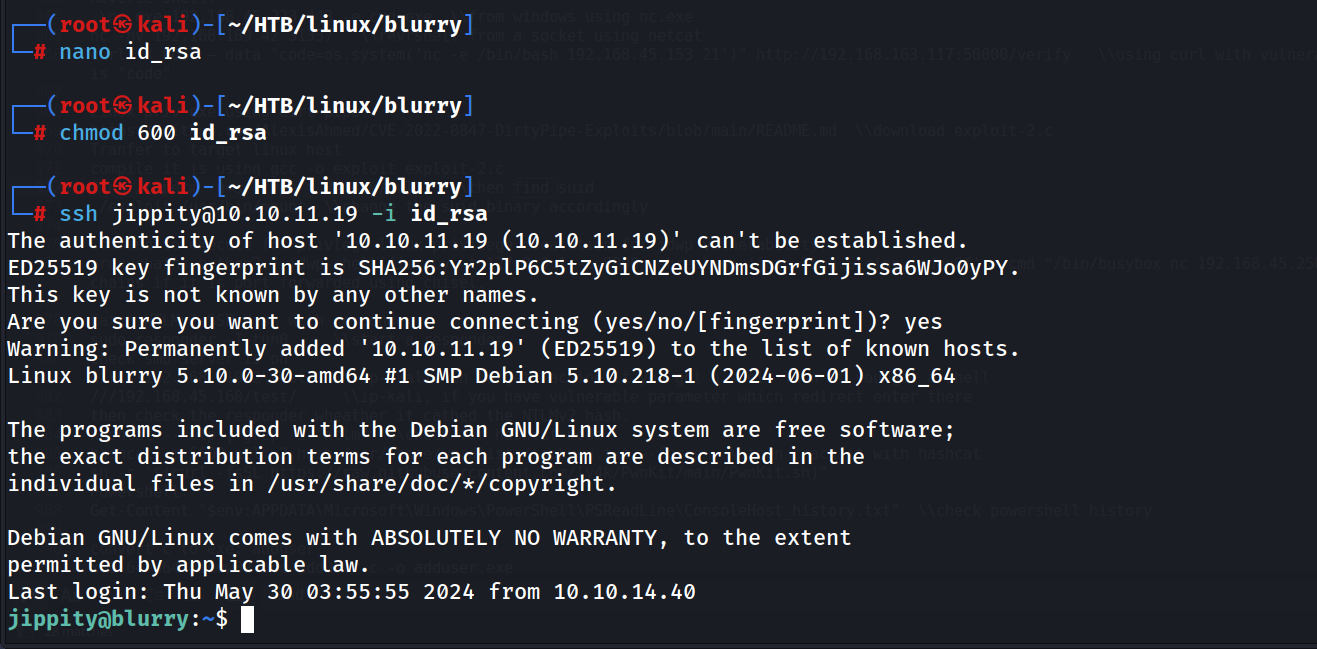 ┌──(root㉿kali)-[~/HTB/linux/blurry]
└─# nano id_rsa
┌──(root㉿kali)-[~/HTB/linux/blurry]
└─# chmod 600 id_rsa
┌──(root㉿kali)-[~/HTB/linux/blurry]
└─# ssh jippity@10.10.11.19 -i id_rsa
The authenticity of host '10.10.11.19 (10.10.11.19)' can't be established.
ED25519 key fingerprint is SHA256:Yr2plP6C5tZyGiCNZeUYNDmsDGrfGijissa6WJo0yPY.
This key is not known by any other names.
Are you sure you want to continue connecting (yes/no/[fingerprint])? yes
Warning: Permanently added '10.10.11.19' (ED25519) to the list of known hosts.
Linux blurry 5.10.0-30-amd64 #1 SMP Debian 5.10.218-1 (2024-06-01) x86_64
The programs included with the Debian GNU/Linux system are free software;
the exact distribution terms for each program are described in the
individual files in /usr/share/doc/*/copyright.
Debian GNU/Linux comes with ABSOLUTELY NO WARRANTY, to the extent
permitted by applicable law.
Last login: Thu May 30 03:55:55 2024 from 10.10.14.40
jippity@blurry:~$